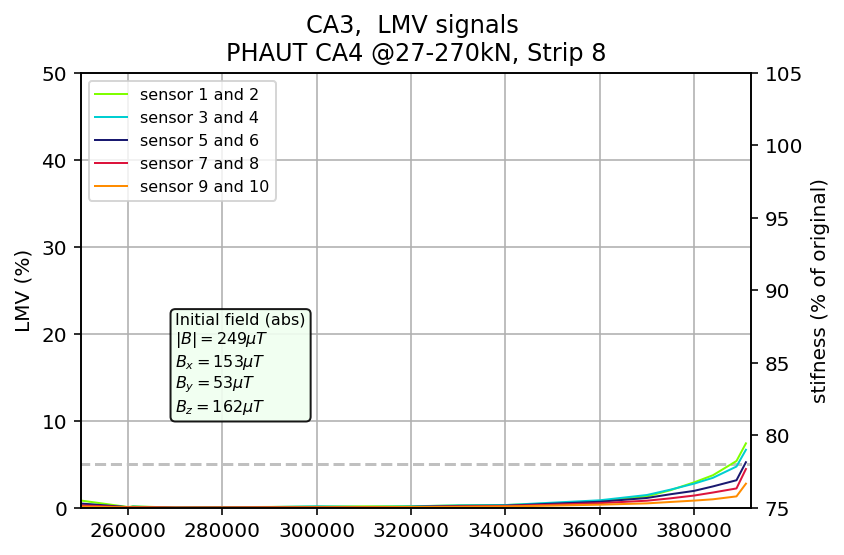 CA3,  LMV signals
PHAUT CA4 @27-270kN, Strip 8
50
40
30
20
10
0
LMV (%)
sensor 1 and 2
sensor 3 and 4
sensor 5 and 6
sensor 7 and 8
sensor 9 and 10
Initial field (abs)
|B| = 249μT
Bx = 153μT
By = 53μT
Bz = 162μT
105
100
95
90
85
80
75
stifness (% of original)
260000 280000 300000 320000 340000 360000 380000